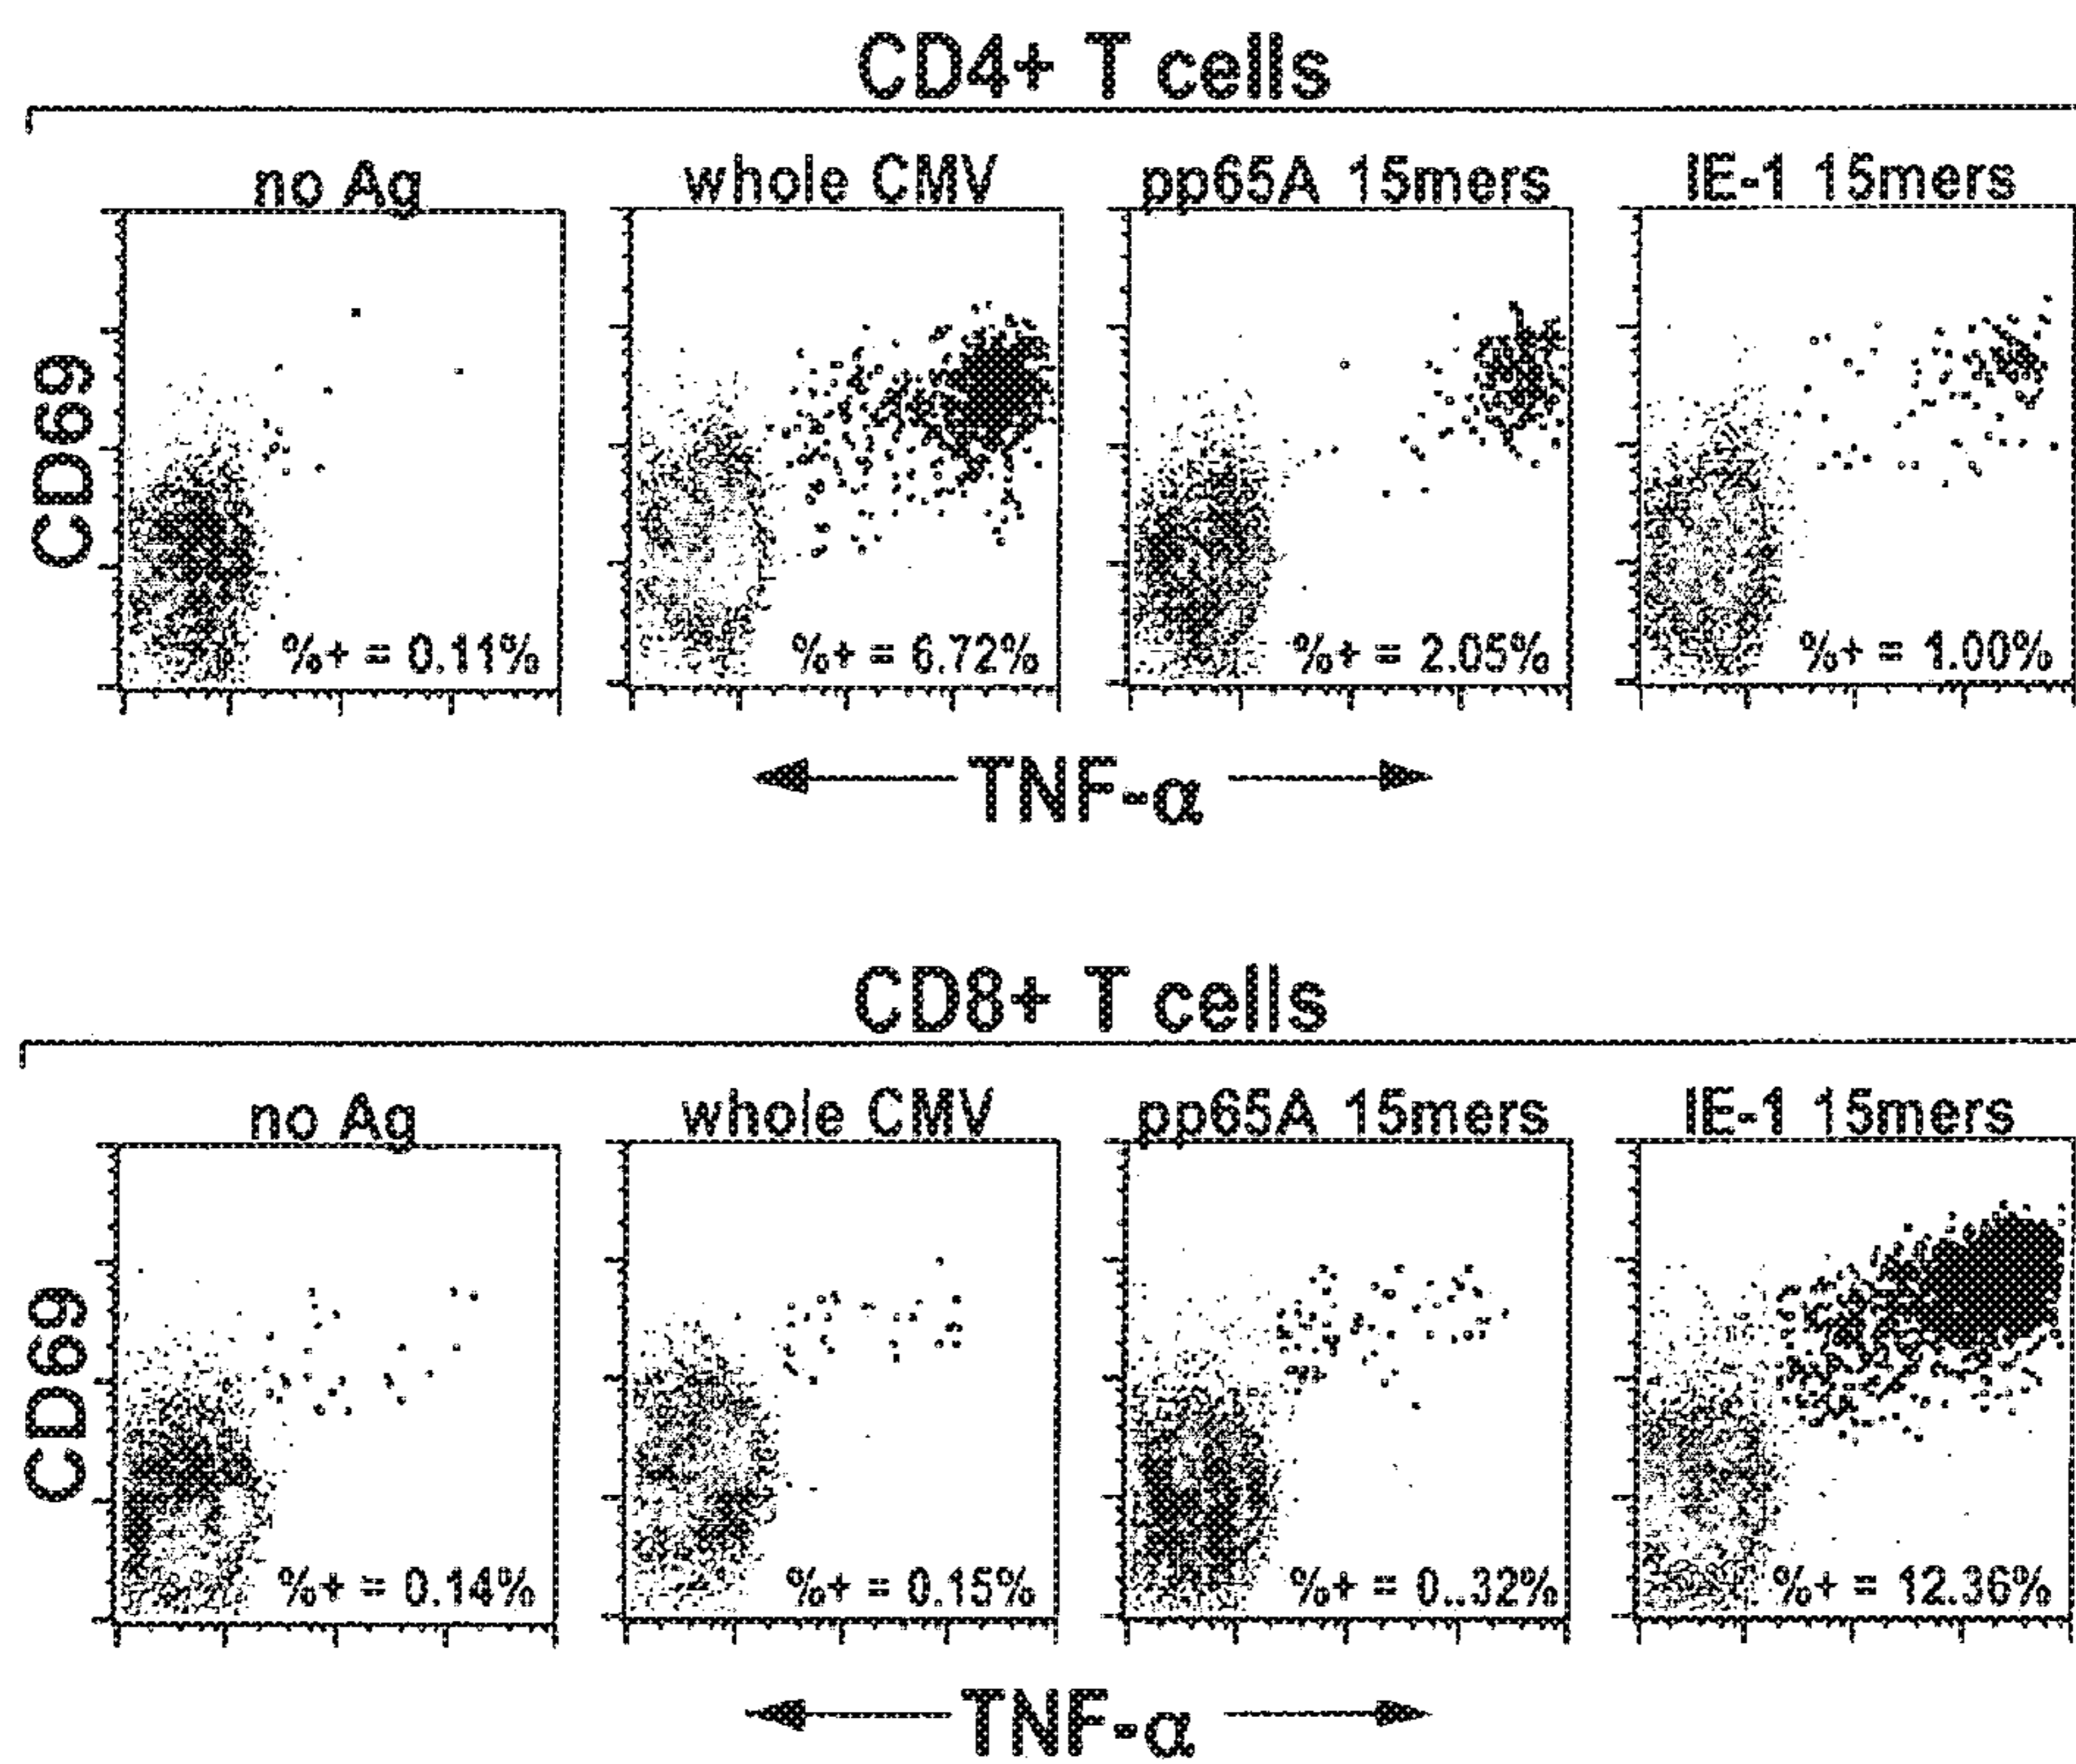 CD4+ T cells
no Ag
whole CMV
pp65A 15mers
IE-1 15mers
CD69
%+ = 0.11%
%+ = 6.72%
%+ = 2.05%
%+ = 1.00%
TNF-α
CD8+ T cells
no Ag
whole CMV
pp65A 15mers
IE-1 15mers
CD69
%+ = 0.14%
%+ = 0.15%
%+ = 0..32%
%+ = 12.36%
TNF-α